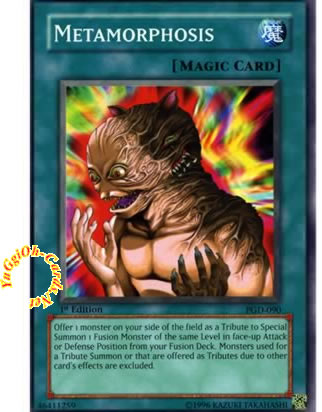 METAMORPHOSIS
魔
[MAGIC CARD]
YuGgiOh-Cards.Net
1st Edition
PGD-090
Offer 1 monster on your side of the field as a Tribute to Special
Summon 1 Fusion Monster of the same Level in face-up Attack
or Defense Position from your Fusion Deck. Monsters used for
a Tribute Summon or that are offered as Tributes due to other
card's effects are excluded.
46411259
©1996 KAZUKI TAKAHASHI